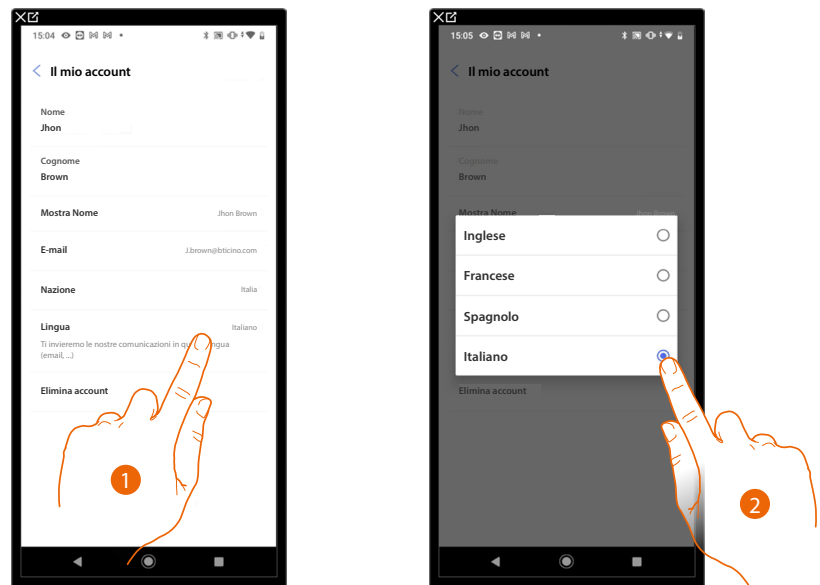 15:04
Il mio account
Nome
Jhon
Cognome
Brown
Mostra Nome Jhon Brown
E-mail J.brown@bticino.com
Nazione Italia
Lingua Italiano
Ti invieremo le nostre comunicazioni in
(email, ...)
Elimina account
1
15:05
Il mio account
Nome
Jhon
Cognome
Brown
Mostra Nome Jhon Brown
Inglese
Francese
Spagnolo
Italiano
Elimina account
2